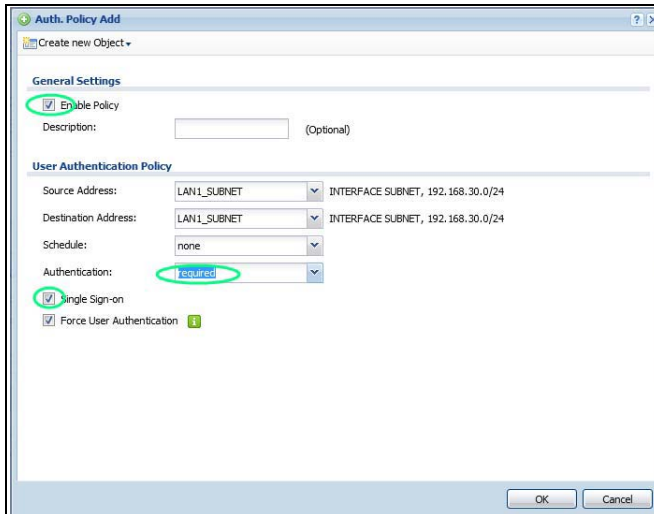 Auth. Policy Add
Create new Object
General Settings
Enable Policy
Description: (Optional)
User Authentication Policy
Source Address: LAN1_SUBNET INTERFACE SUBNET, 192.168.30.0/24
Destination Address: LAN1_SUBNET INTERFACE SUBNET, 192.168.30.0/24
Schedule: none
Authentication: required
Single Sign-on
Force User Authentication
OK Cancel